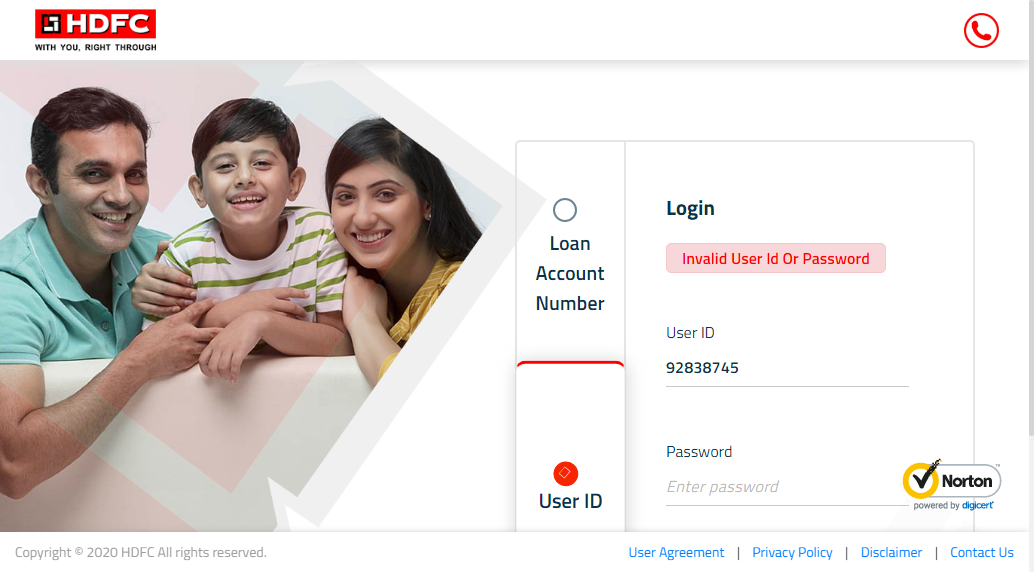 HDFC
WITH YOU, RIGHT THROUGH
Loan
Account
Number
User ID
Login
Invalid User Id Or Password
User ID
92838745
Password
Enter password
Norton
powered by digicert
Copyright © 2020 HDFC All rights reserved.
User Agreement | Privacy Policy | Disclaimer | Contact Us